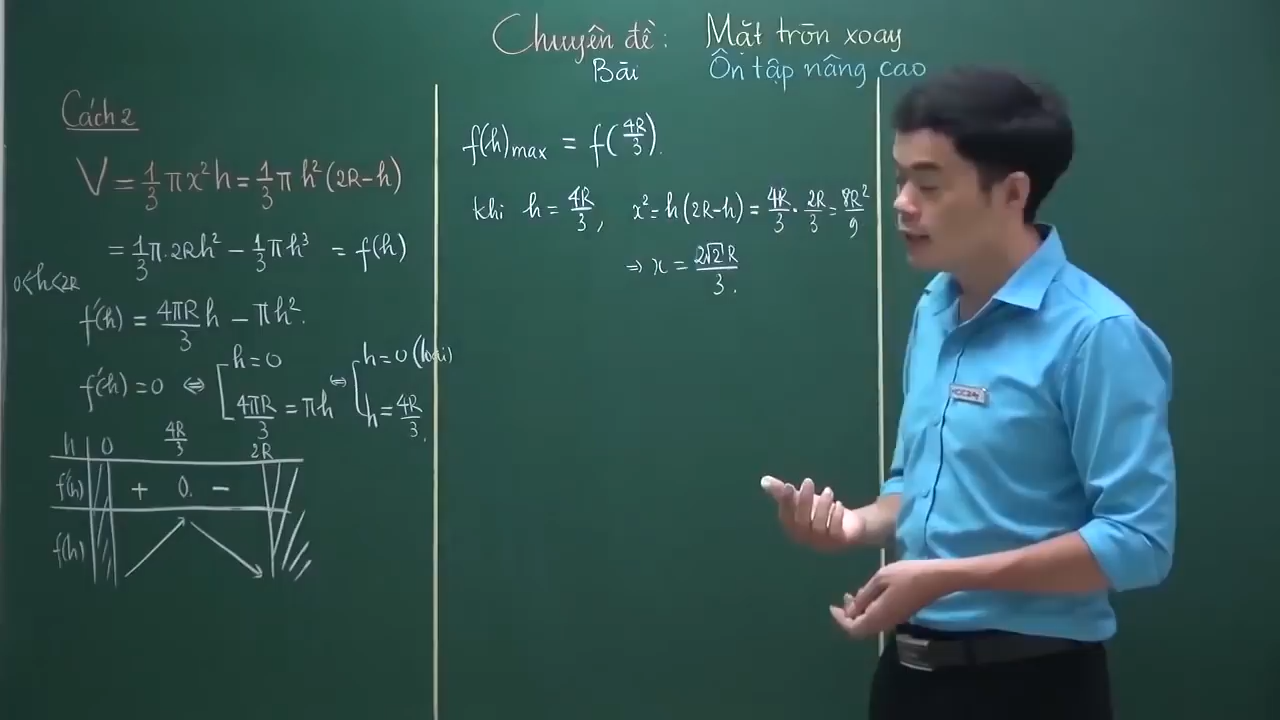 Chuyên đề: Mặt tròn xoay
Bài Ôn tập nâng cao
Cách 2
V = 1/3 πx²h = 1/3 π h²(2R-h)
= 1/3 π.2Rh² - 1/3 πh³ = f(h)
0<h<2R
f'(h) = 4πR/3 h - πh².
f'(h) = 0 ⇔ [ h = 0 ; 4πR/3 = πh ⇔ [ h = 0 (loại) ; h = 4R/3.
h 0 4R/3 2R
f'(h) + 0. -
f(h)
f(h)max = f(4R/3).
khi h = 4R/3, x² = h(2R-h) = 4R/3 . 2R/3 = 8R²/9
⇒ x = 2√2 R/3.